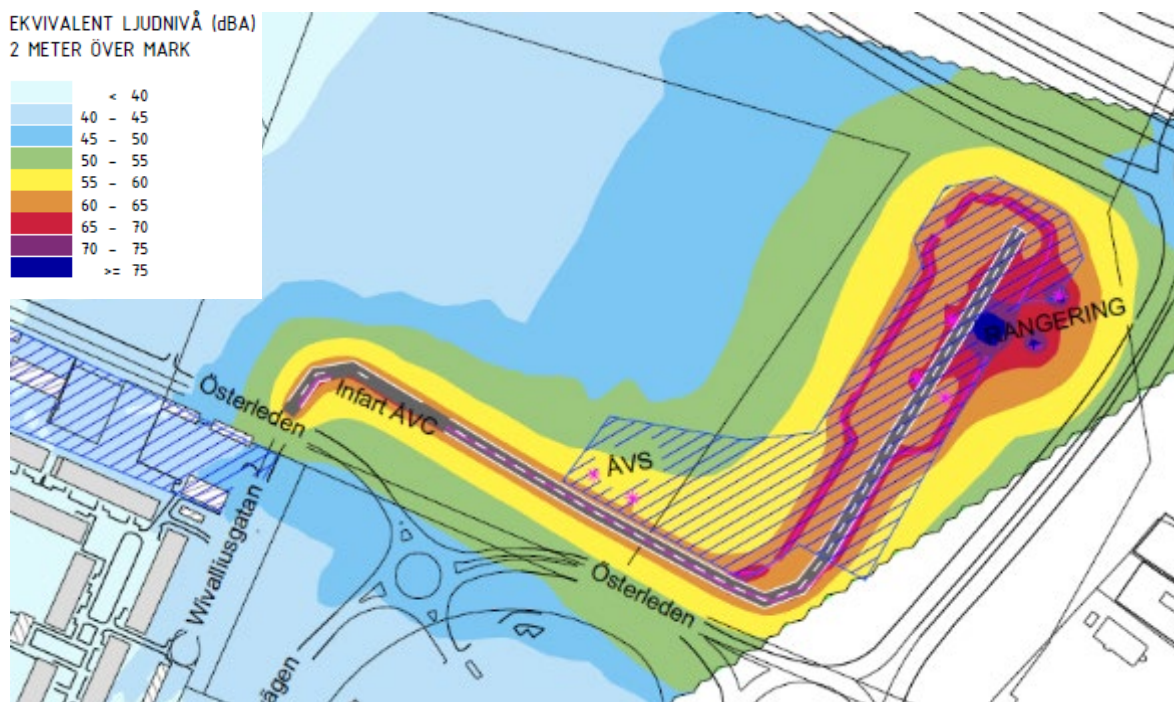 EKVIVALENT LJUDNIVÅ (dBA)
2 METER ÖVER MARK
< 40
40 - 45
45 - 50
50 - 55
55 - 60
60 - 65
65 - 70
70 - 75
>= 75
RANGERING
Österleden
Infart ÅVC
ÅVS
Wivalliusgatan
Österleden
ägen